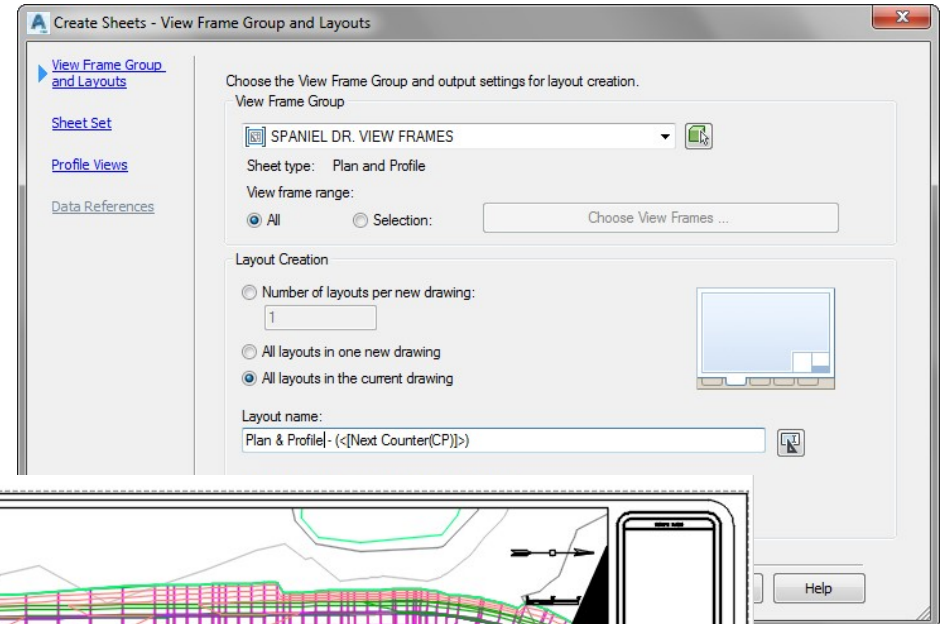 Create Sheets - View Frame Group and Layouts
View Frame Group
and Layouts
Sheet Set
Profile Views
Data References
Choose the View Frame Group and output settings for layout creation.
View Frame Group
SPANIEL DR. VIEW FRAMES
Sheet type: Plan and Profile
View frame range:
All
Selection:
Choose View Frames ...
Layout Creation
Number of layouts per new drawing:
1
All layouts in one new drawing
All layouts in the current drawing
Layout name:
Plan & Profile - (<[Next Counter(CP)]>)
Help